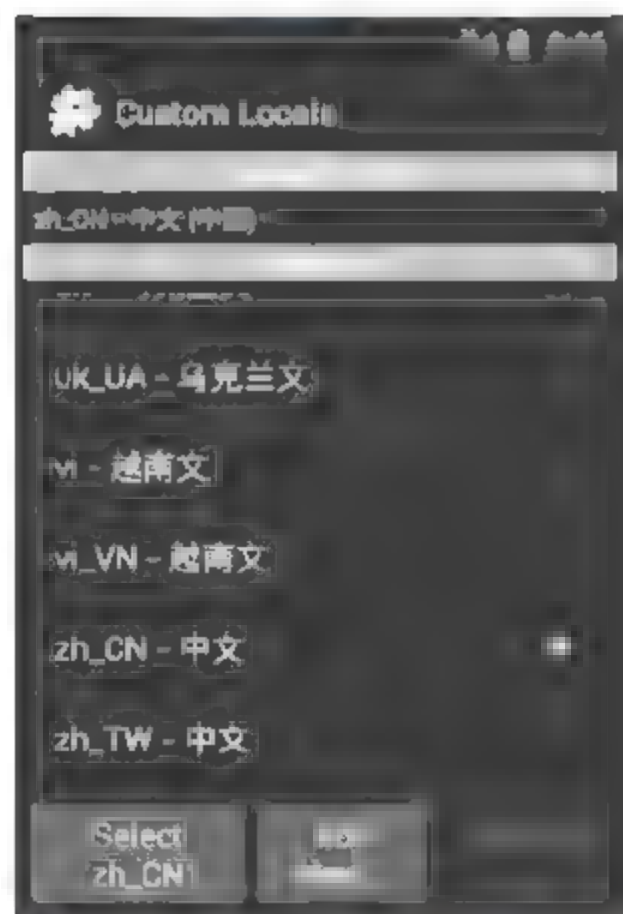 Custom Locale
zh_CN - 中文 (中国)
uk_UA - 乌克兰文
vi - 越南文
vi_VN - 越南文
zh_CN - 中文
zh_TW - 中文
Select
zh_CN'